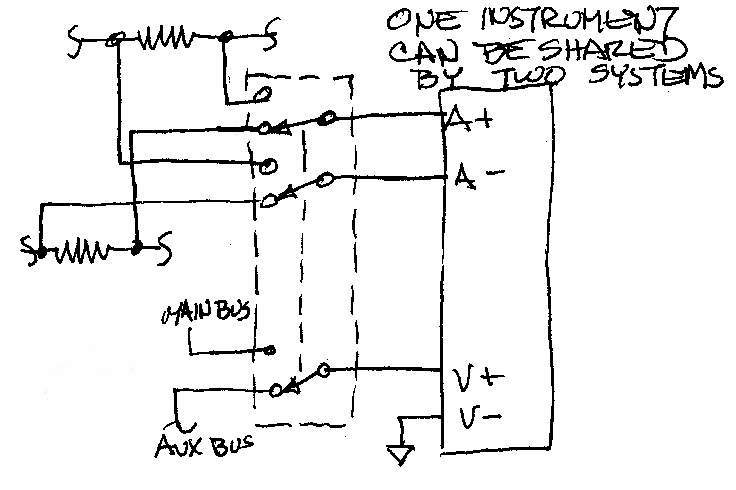 ONE INSTRUMENT
CAN BE SHARED
BY TWO SYSTEMS
A+
A-
MAIN BUS
V+
V-
AUX BUS